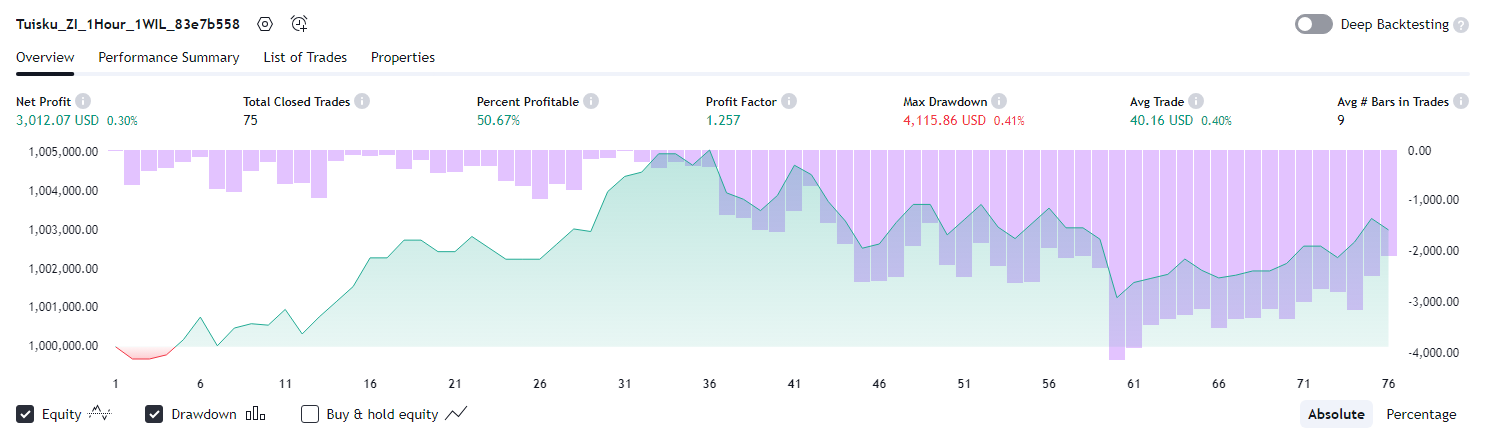 Tuisku_ZI_1Hour_1WIL_83e7b558
Deep Backtesting ?
Overview Performance Summary List of Trades Properties
Net Profit i Total Closed Trades i Percent Profitable i Profit Factor i Max Drawdown i Avg Trade i Avg # Bars in Trades i
3,012.07 USD 0.30% 75 50.67% 1.257 4,115.86 USD 0.41% 40.16 USD 0.40% 9
1,005,000.00 0.00
1,004,000.00 -1,000.00
1,003,000.00 -2,000.00
1,002,000.00
1,001,000.00 -3,000.00
1,000,000.00 -4,000.00
1 6 11 16 21 26 31 36 41 46 51 56 61 66 71 76
Equity Drawdown Buy & hold equity Absolute Percentage